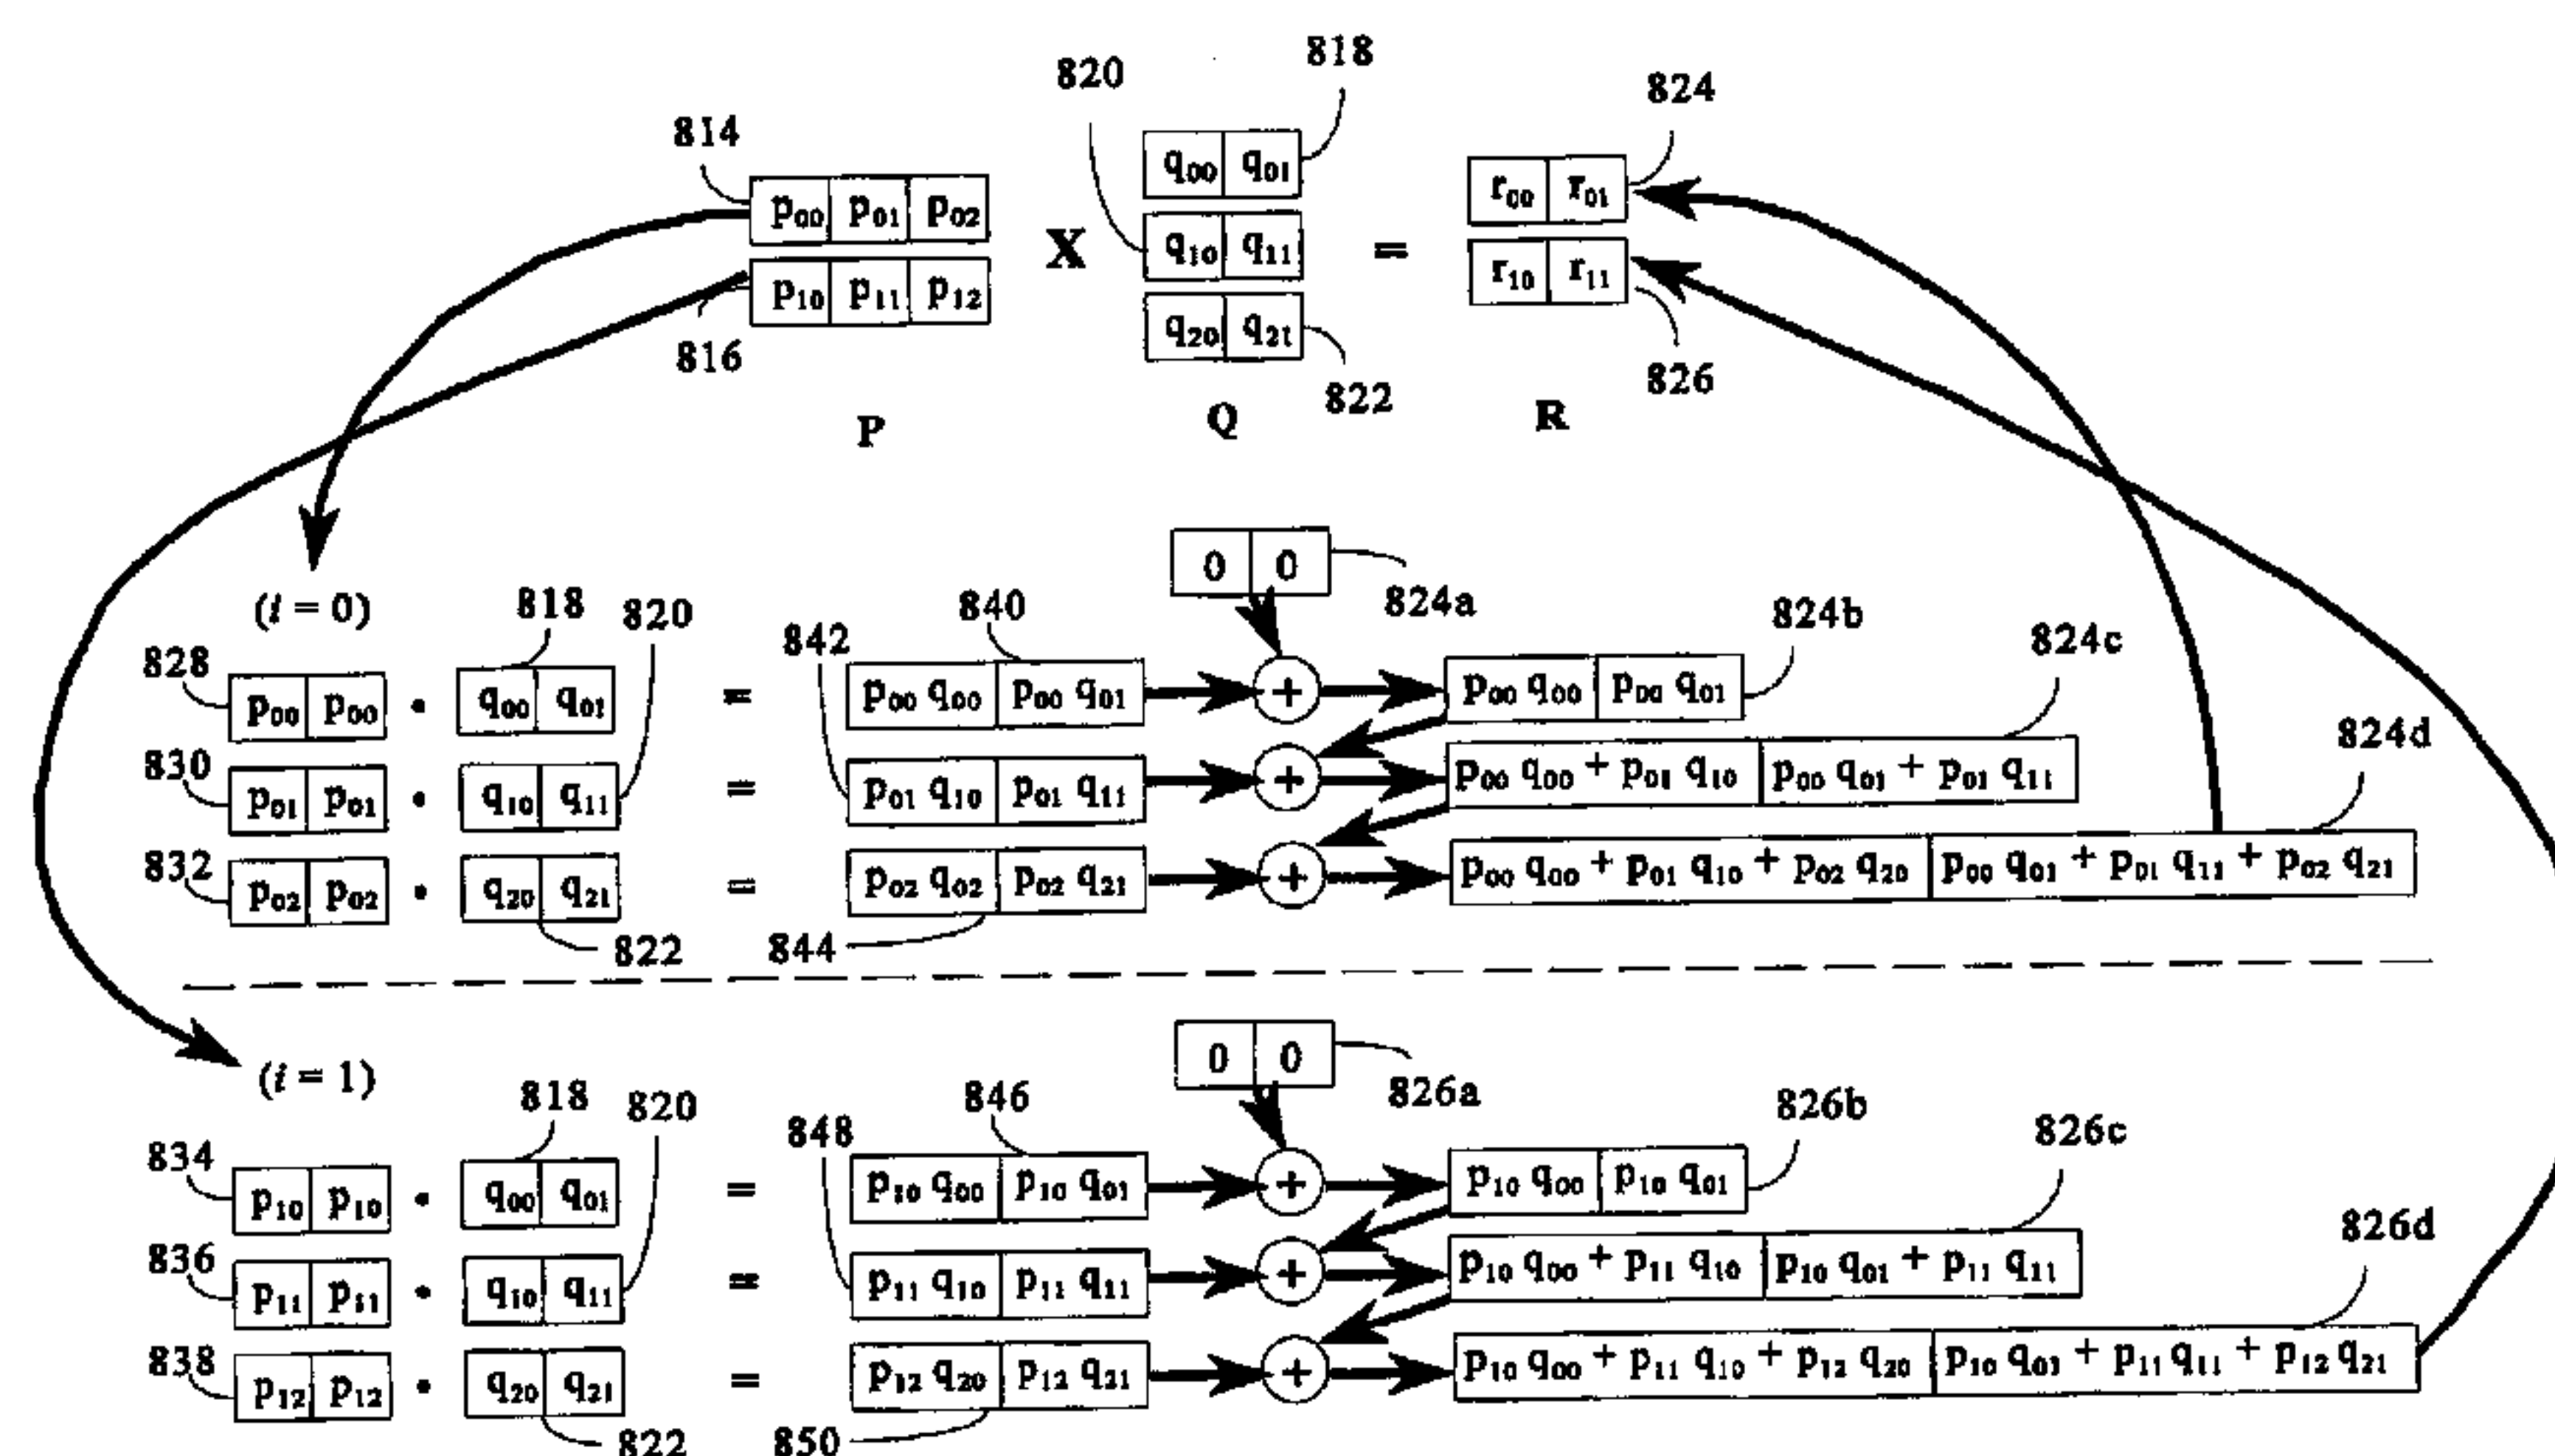 818
820
824
814
q₀₀ q₀₁
p₀₀ p₀₁ p₀₂
r₀₀ r₀₁
X
q₁₀ q₁₁
=
p₁₀ p₁₁ p₁₂
r₁₀ r₁₁
q₂₀ q₂₁
816
822
826
P
Q
R
0 0
824a
(i = 0)
818
820
840
842
824b
824c
828
p₀₀ p₀₀ • q₀₀ q₀₁ = p₀₀ q₀₀ p₀₀ q₀₁ + p₀₀ q₀₀ p₀₀ q₀₁
824d
830
p₀₁ p₀₁ • q₁₀ q₁₁ = p₀₁ q₁₀ p₀₁ q₁₁ + p₀₀ q₀₀ + p₀₁ q₁₀ p₀₀ q₀₁ + p₀₁ q₁₁
832
p₀₂ p₀₂ • q₂₀ q₂₁ = p₀₂ q₀₂ p₀₂ q₂₁ + p₀₀ q₀₀ + p₀₁ q₁₀ + p₀₂ q₂₀ p₀₀ q₀₁ + p₀₁ q₁₁ + p₀₂ q₂₁
822
844
0 0
826a
(i = 1)
818
820
846
848
826b
826c
834
p₁₀ p₁₀ • q₀₀ q₀₁ = p₁₀ q₀₀ p₁₀ q₀₁ + p₁₀ q₀₀ p₁₀ q₀₁
826d
836
p₁₁ p₁₁ • q₁₀ q₁₁ = p₁₁ q₁₀ p₁₁ q₁₁ + p₁₀ q₀₀ + p₁₁ q₁₀ p₁₀ q₀₁ + p₁₁ q₁₁
838
p₁₂ p₁₂ • q₂₀ q₂₁ = p₁₂ q₂₀ p₁₂ q₂₁ + p₁₀ q₀₀ + p₁₁ q₁₀ + p₁₂ q₂₀ p₁₀ q₀₁ + p₁₁ q₁₁ + p₁₂ q₂₁
822
850